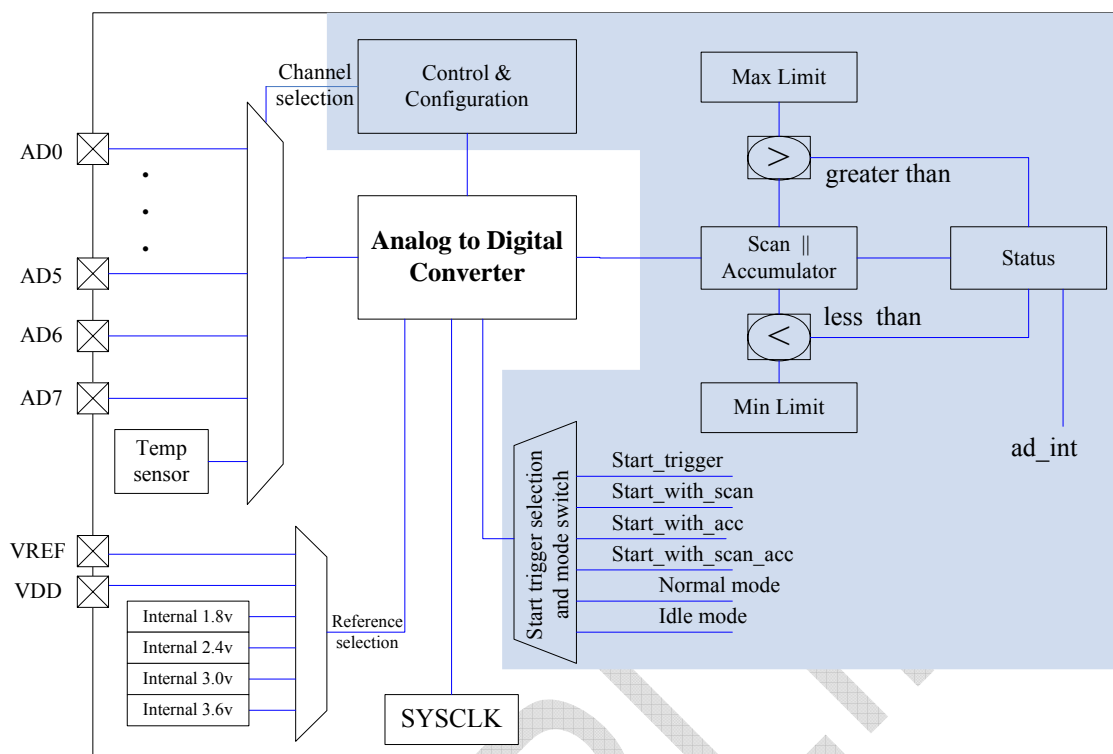 Channel
selection
Control &
Configuration
Max Limit
AD0
>
greater than
Analog to Digital
Converter
Scan ||
Accumulator
Status
AD5
AD6
less than
<
AD7
Min Limit
Temp
sensor
ad_int
Start trigger selection
and mode switch
Start_trigger
Start_with_scan
Start_with_acc
Start_with_scan_acc
Normal mode
Idle mode
VREF
VDD
Internal 1.8v
Internal 2.4v
Internal 3.0v
Internal 3.6v
Reference
selection
SYSCLK